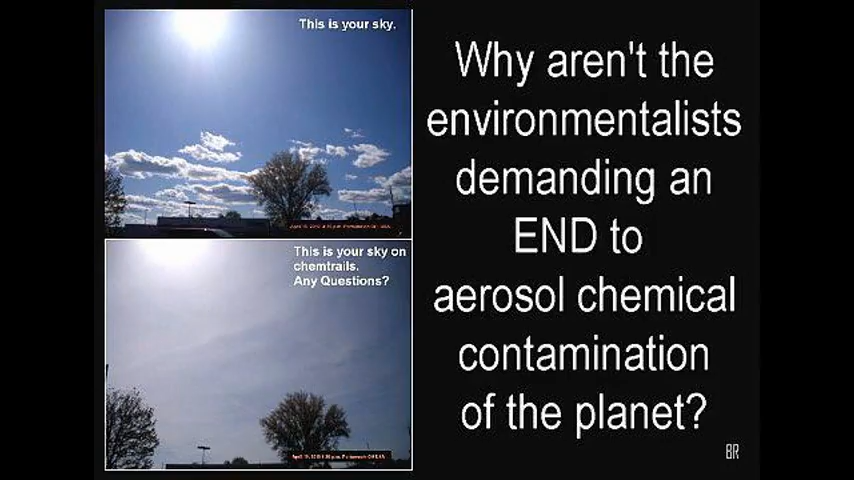 This is your sky.
This is your sky on
chemtrails.
Any Questions?
Why aren't the
environmentalists
demanding an
END to
aerosol chemical
contamination
of the planet?
BR